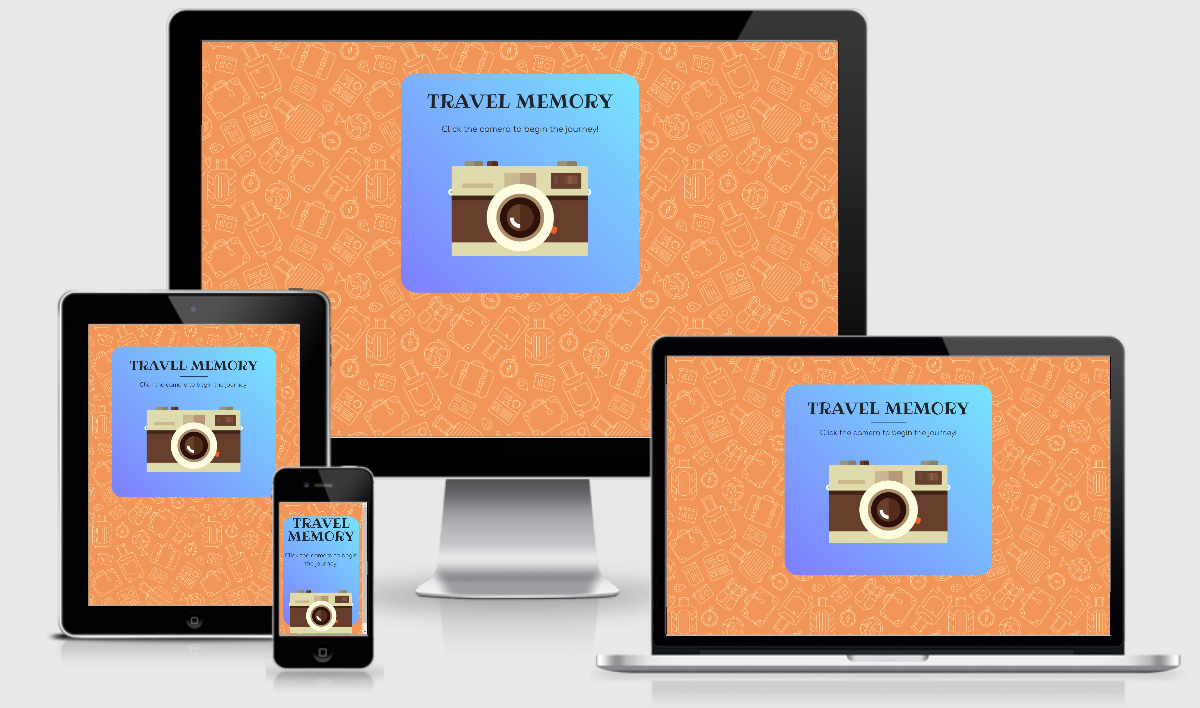 TRAVEL MEMORY
Click the camera to begin the journey!
TRAVEL MEMORY
Click the camera to begin the journey
TRAVEL
MEMORY
Click the camera to begin
the journey!
TRAVEL MEMORY
Click the camera to begin the journey!